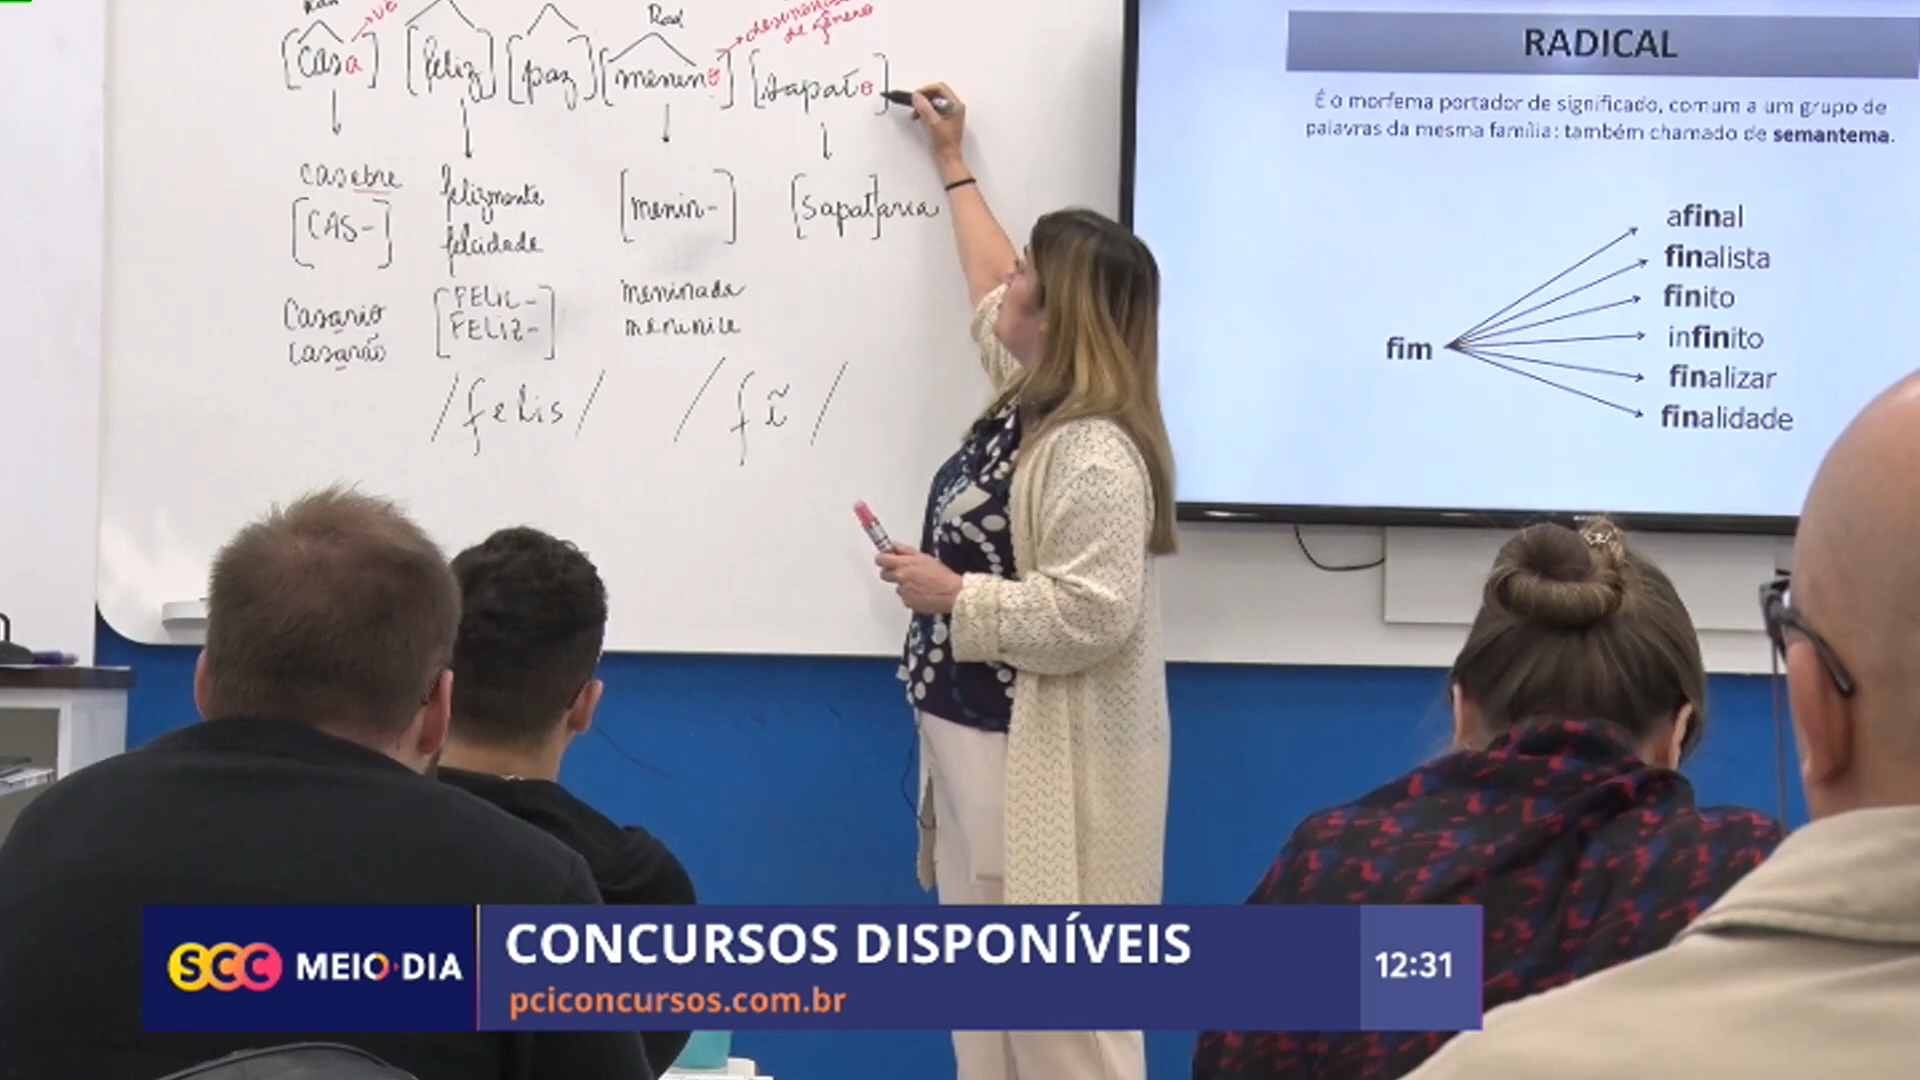 Rad
[casa]
[feliz]
[paz]
[menino]
Rad
desinência
de gênero
[sapato]
casebre
[CAS-]
casario
casarão
felizmente
felicidade
[FELIC-
FELIZ-]
/felis/
[menin-]
meninada
meninice
/fĩ/
[sapat]aria
RADICAL
É o morfema portador de significado, comum a um grupo de
palavras da mesma família: também chamado de semantema.
fim
afinal
finalista
finito
infinito
finalizar
finalidade
SCC MEIO-DIA
CONCURSOS DISPONÍVEIS
pciconcursos.com.br
12:31